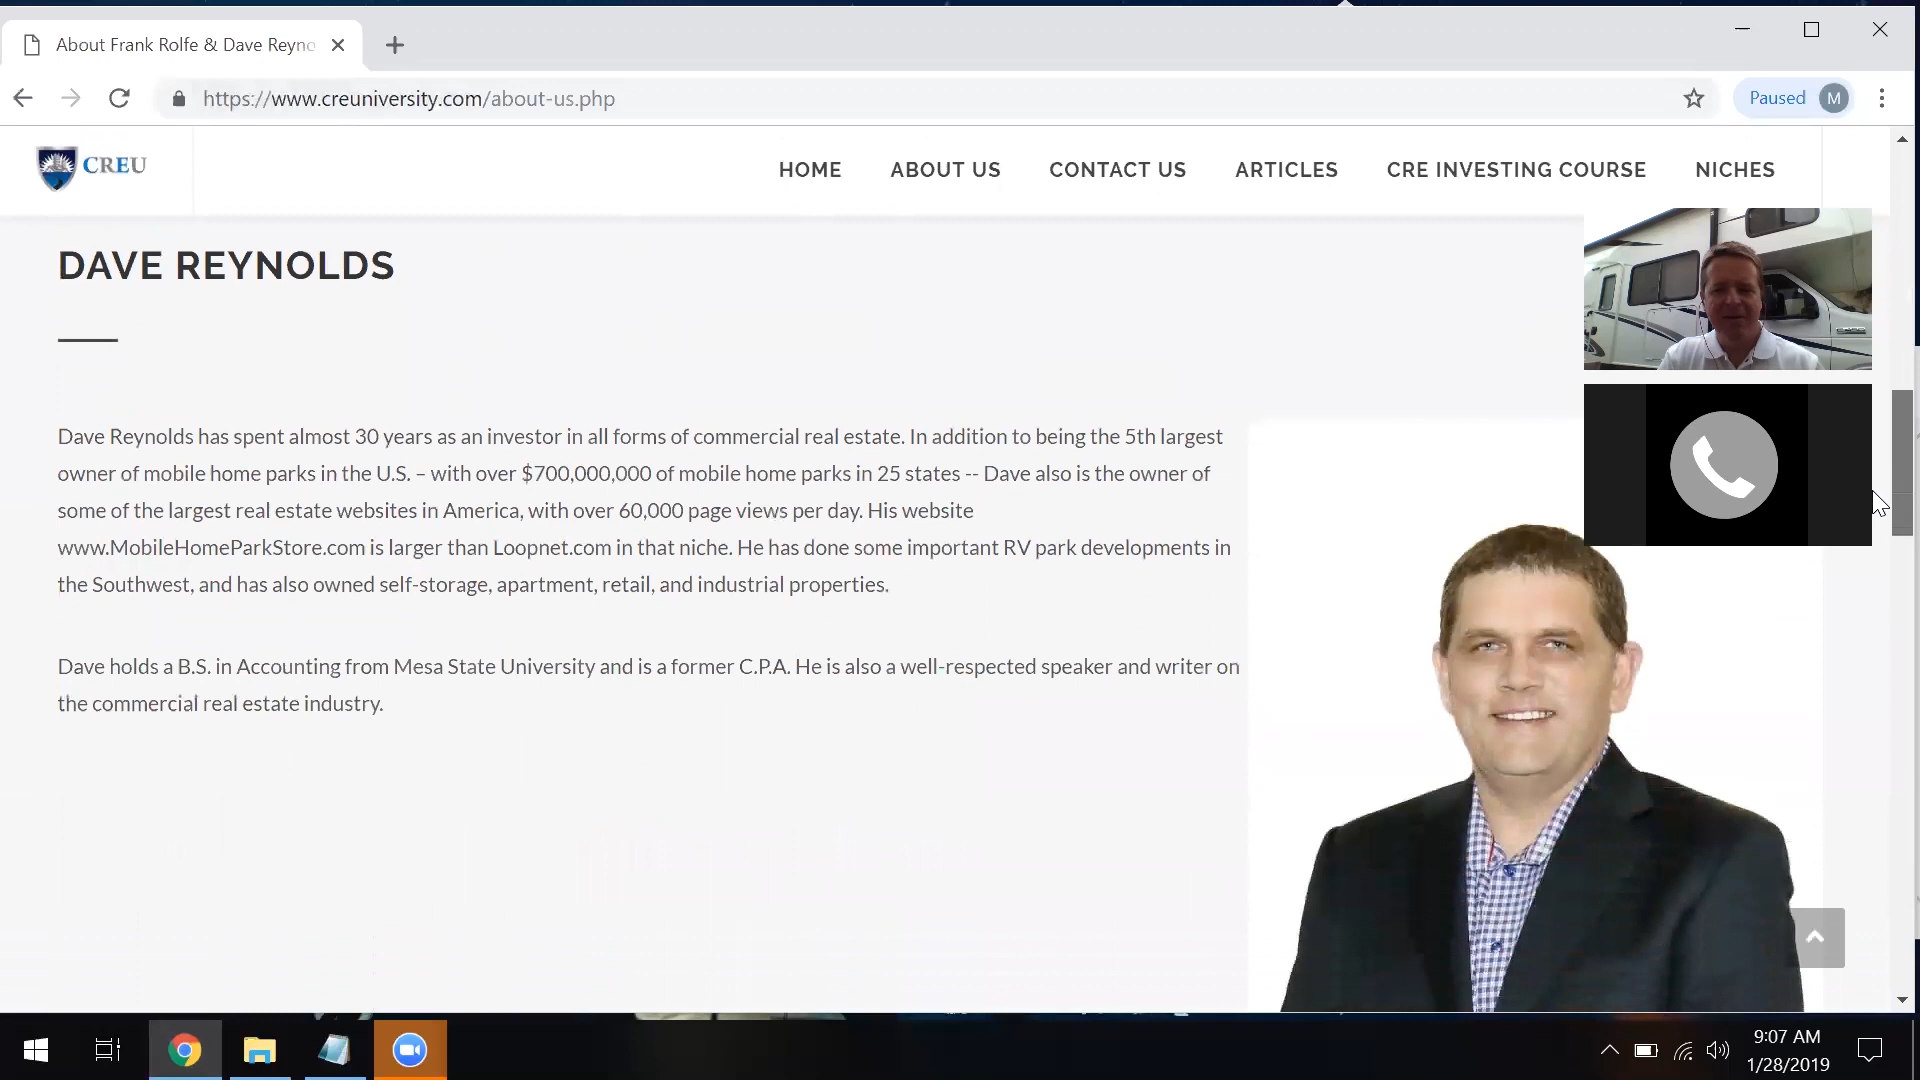 About Frank Rolfe & Dave Reyno
https://www.creuniversity.com/about-us.php
Paused M
CREU
HOME ABOUT US CONTACT US ARTICLES CRE INVESTING COURSE NICHES
DAVE REYNOLDS
Dave Reynolds has spent almost 30 years as an investor in all forms of commercial real estate. In addition to being the 5th largest
owner of mobile home parks in the U.S. – with over $700,000,000 of mobile home parks in 25 states -- Dave also is the owner of
some of the largest real estate websites in America, with over 60,000 page views per day. His website
www.MobileHomeParkStore.com is larger than Loopnet.com in that niche. He has done some important RV park developments in
the Southwest, and has also owned self-storage, apartment, retail, and industrial properties.
Dave holds a B.S. in Accounting from Mesa State University and is a former C.P.A. He is also a well-respected speaker and writer on
the commercial real estate industry.
9:07 AM
1/28/2019